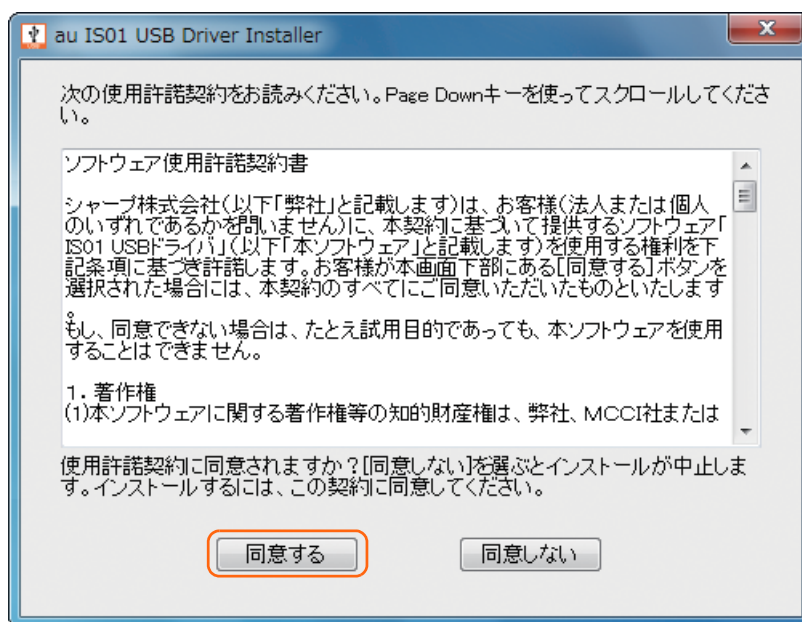 au IS01 USB Driver Installer
次の使用許諾契約をお読みください。Page Downキーを使ってスクロールしてくださ
い。
ソフトウェア使用許諾契約書
シャープ株式会社(以下「弊社」と記載します)は、お客様(法人または個人
のいずれであるかを問いません)に、本契約に基づいて提供するソフトウェア「
IS01 USBドライバ」(以下「本ソフトウェア」と記載します)を使用する権利を下
記条項に基づき許諾します。お客様が本画面下部にある[同意する]ボタンを
選択された場合には、本契約のすべてにご同意いただいたものといたします
。
もし、同意できない場合は、たとえ試用目的であっても、本ソフトウェアを使用
することはできません。
1．著作権
(1)本ソフトウェアに関する著作権等の知的財産権は、弊社、MCCI社または
使用許諾契約に同意されますか？[同意しない]を選ぶとインストールが中止しま
す。インストールするには、この契約に同意してください。
同意する
同意しない